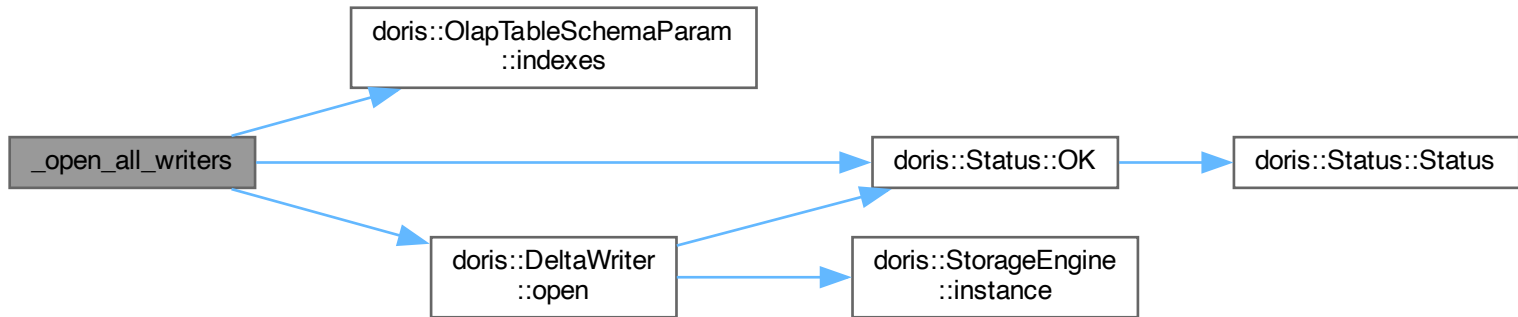 doris::OlapTableSchemaParam
::indexes
_open_all_writers
doris::Status::OK
doris::Status::Status
doris::DeltaWriter
::open
doris::StorageEngine
::instance